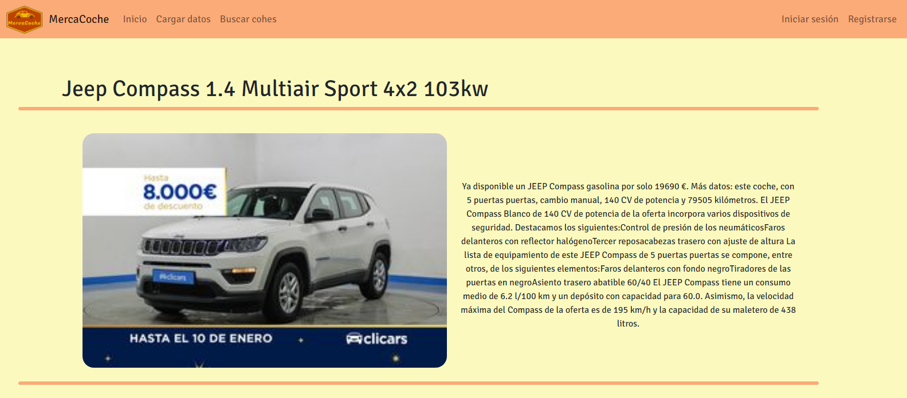 MercaCoche
MercaCoche Inicio Cargar datos Buscar cohes Iniciar sesión Registrarse
Jeep Compass 1.4 Multiair Sport 4x2 103kw
Hasta
8.000€
de descuento
clicars
HASTA EL 10 DE ENERO
clicars
Ya disponible un JEEP Compass gasolina por solo 19690 €. Más datos: este coche, con
5 puertas puertas, cambio manual, 140 CV de potencia y 79505 kilómetros. El JEEP
Compass Blanco de 140 CV de potencia de la oferta incorpora varios dispositivos de
seguridad. Destacamos los siguientes:Control de presión de los neumáticosFaros
delanteros con reflector halógenoTercer reposacabezas trasero con ajuste de altura La
lista de equipamiento de este JEEP Compass de 5 puertas puertas se compone, entre
otros, de los siguientes elementos:Faros delanteros con fondo negroTiradores de las
puertas en negroAsiento trasero abatible 60/40 El JEEP Compass tiene un consumo
medio de 6.2 l/100 km y un depósito con capacidad para 60.0. Asimismo, la velocidad
máxima del Compass de la oferta es de 195 km/h y la capacidad de su maletero de 438
litros.